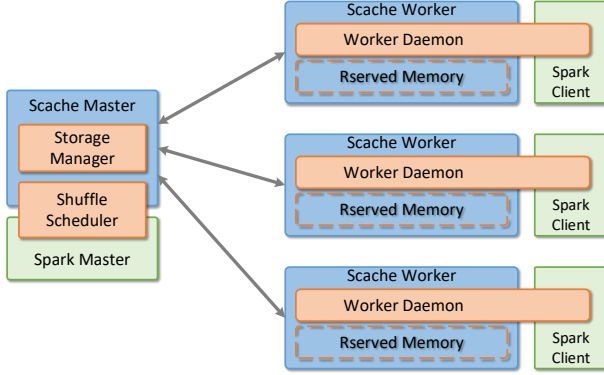 Scache Master
Storage
Manager
Shuffle
Scheduler
Spark Master
Scache Worker
Worker Daemon
Rserved Memory
Spark
Client
Scache Worker
Worker Daemon
Rserved Memory
Spark
Client
Scache Worker
Worker Daemon
Rserved Memory
Spark
Client